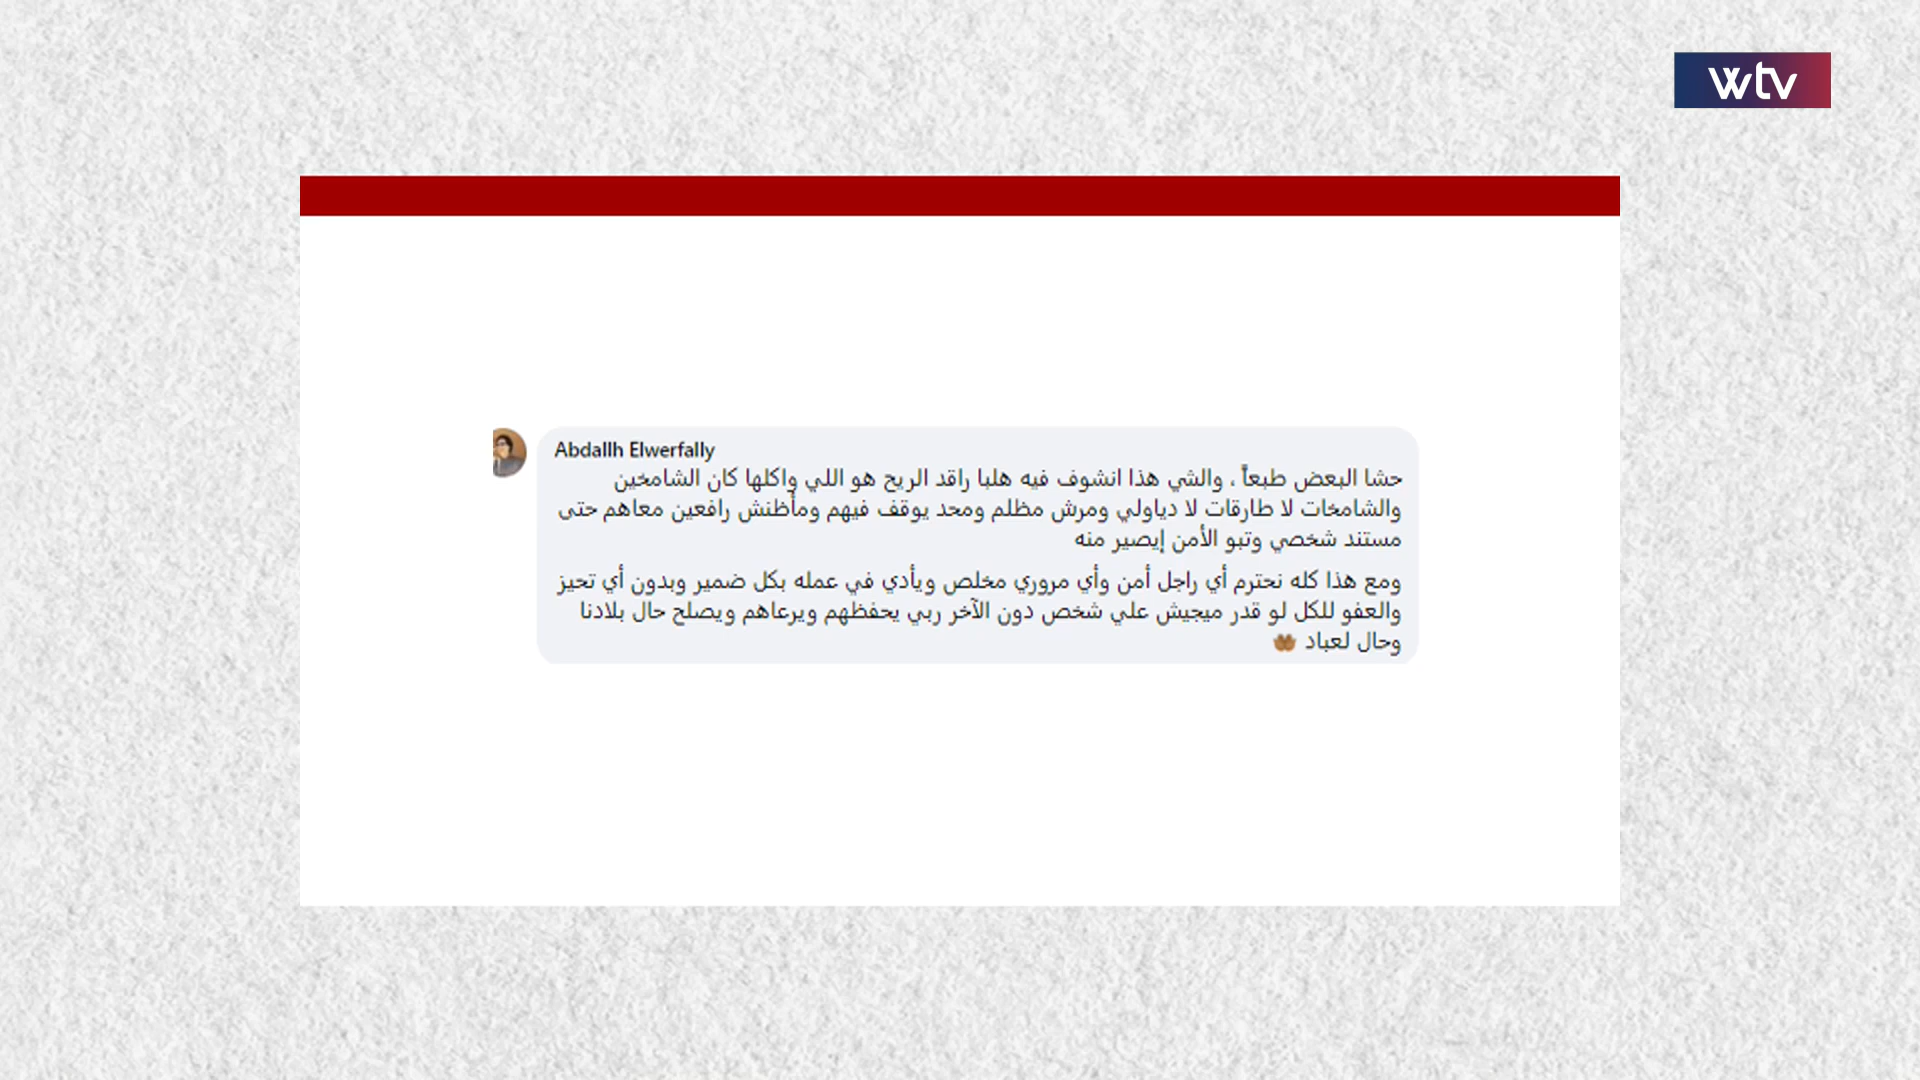 wtv
Abdallh Elwerfally
حشا البعض طبعاً ، والشي هذا انشوف فيه هلبا راقد الريح هو اللي واكلها كان الشامخين
والشامخات لا طارقات لا دياولي ومرش مظلم ومحد يوقف فيهم ومأظنش رافعين معاهم حتى
مستند شخصي وتبو الأمن إيصير منه
ومع هذا كله نحترم أي راجل أمن وأي مروري مخلص ويأدي في عمله بكل ضمير وبدون أي تحيز
والعفو للكل لو قدر ميجيش علي شخص دون الآخر ربي يحفظهم ويرعاهم ويصلح حال بلادنا
وحال لعباد 🤲🏾